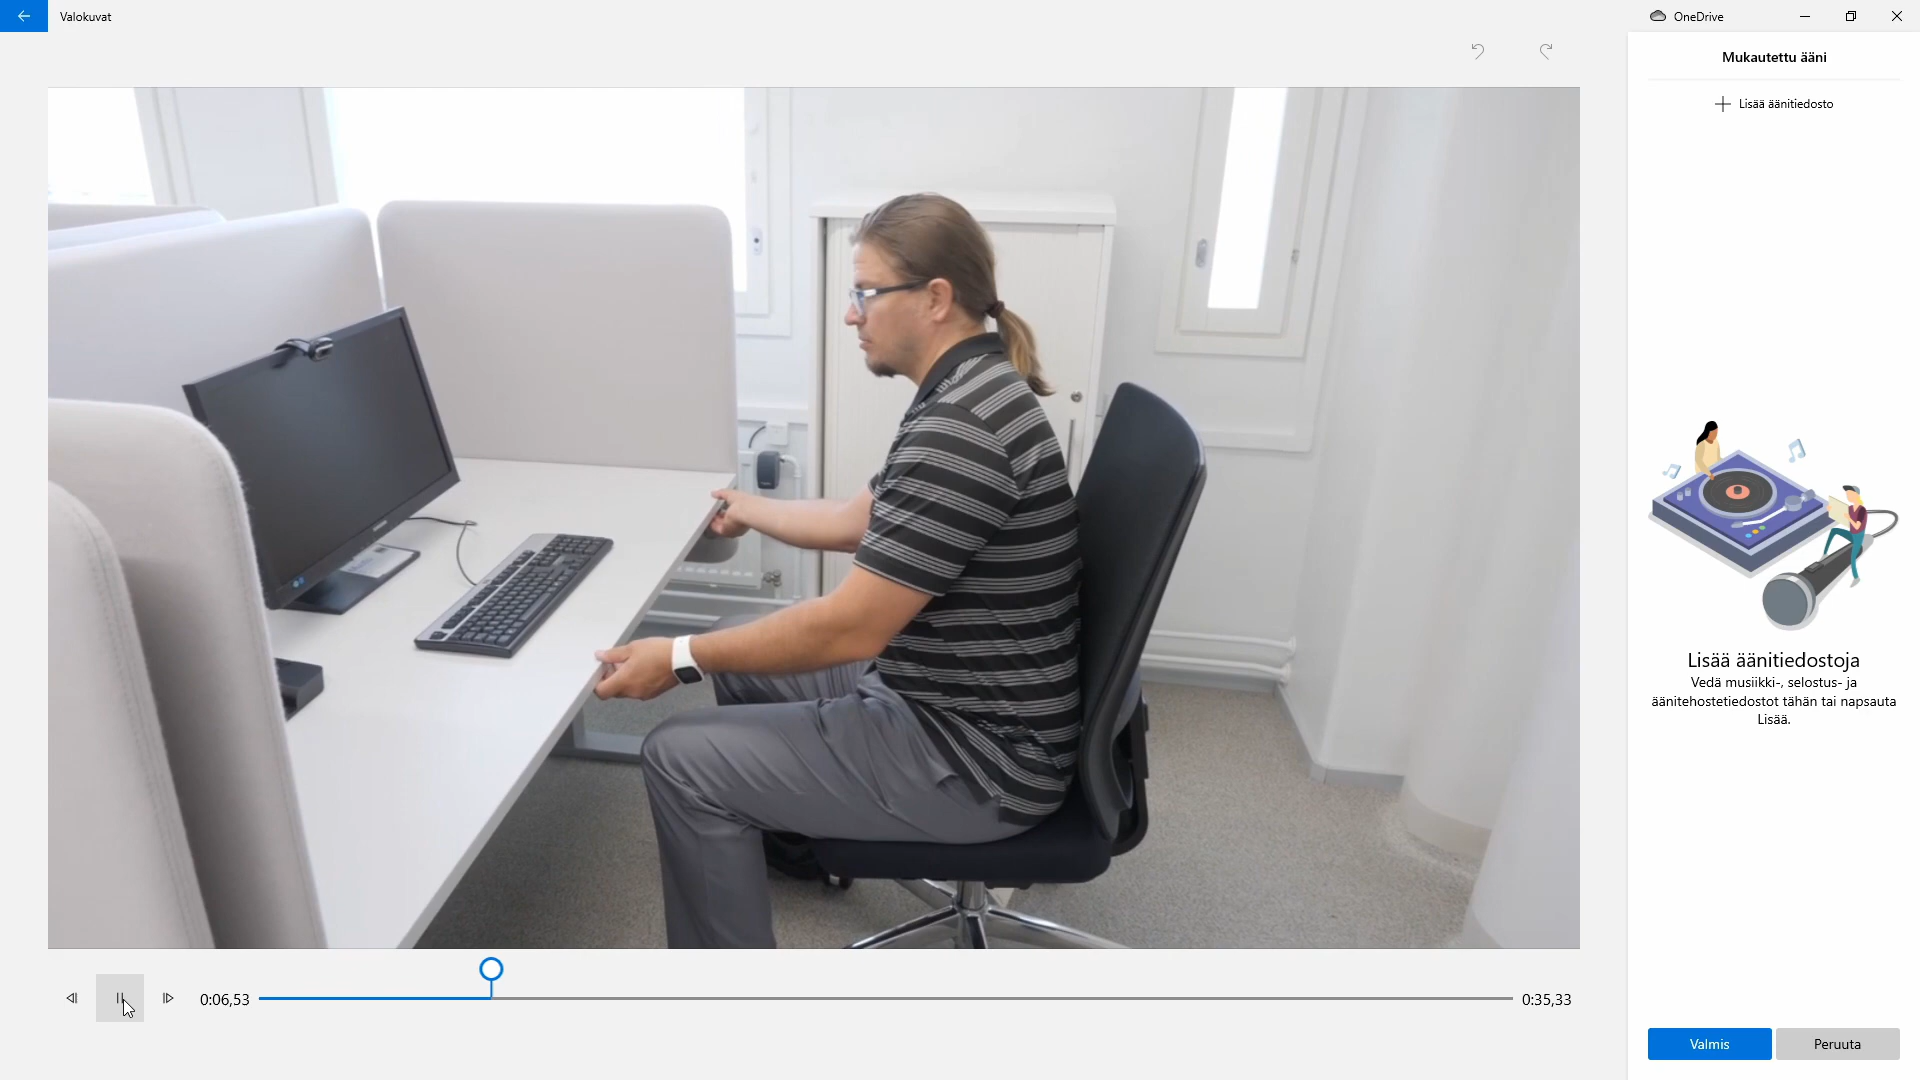 Valokuvat
OneDrive
Mukautettu ääni
Lisää äänitiedosto
Lisää äänitiedostoja
Vedä musiikki-, selostus- ja
äänitehostetiedostot tähän tai napsauta
Lisää.
0:06,53
0:35,33
Valmis
Peruuta